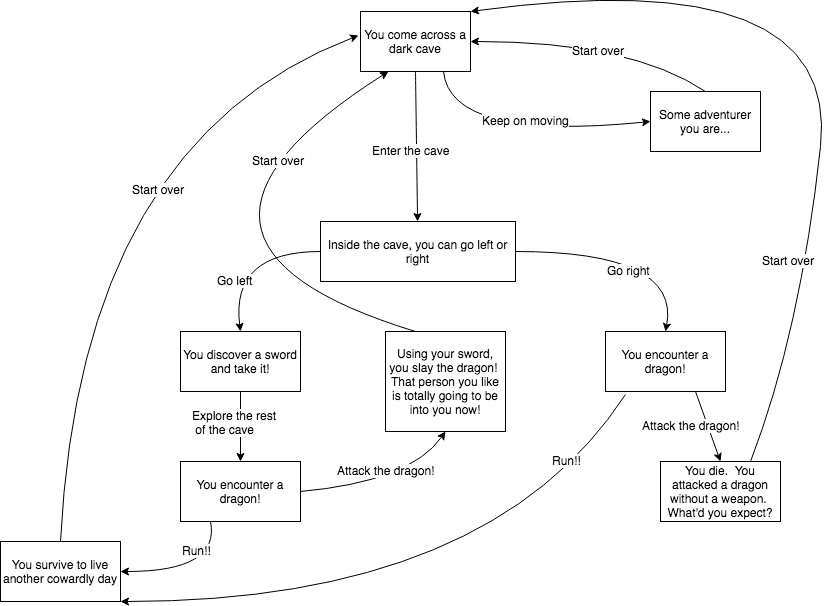 You come across a
dark cave
Start over
Some adventurer
you are...
Keep on moving
Enter the cave
Start over
Start over
Inside the cave, you can go left or
right
Go left
Go right
Start over
You discover a sword
and take it!
Using your sword,
you slay the dragon!
That person you like
is totally going to be
into you now!
You encounter a
dragon!
Explore the rest
of the cave
Attack the dragon!
You encounter a
dragon!
Attack the dragon!
Run!!
You die.  You
attacked a dragon
without a weapon.
What'd you expect?
Run!!
You survive to live
another cowardly day